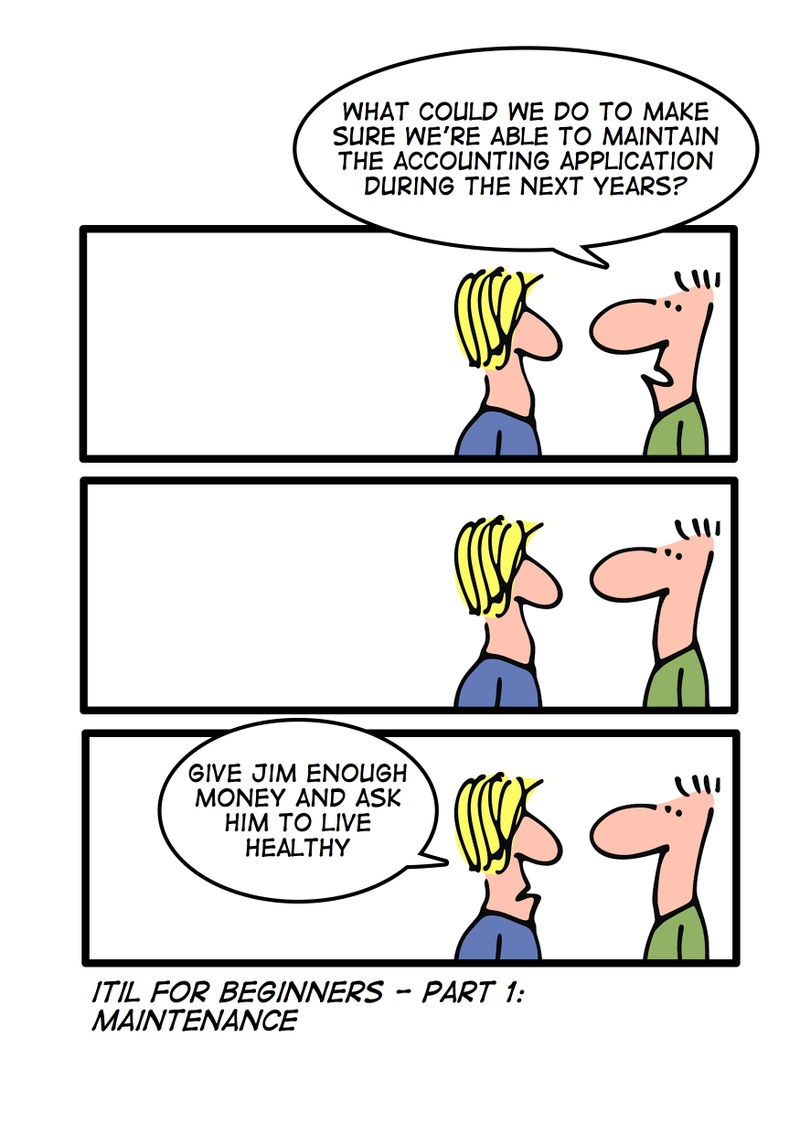 WHAT COULD WE DO TO MAKE
SURE WE'RE ABLE TO MAINTAIN
THE ACCOUNTING APPLICATION
DURING THE NEXT YEARS?
GIVE JIM ENOUGH
MONEY AND ASK
HIM TO LIVE
HEALTHY
ITIL FOR BEGINNERS - PART 1:
MAINTENANCE